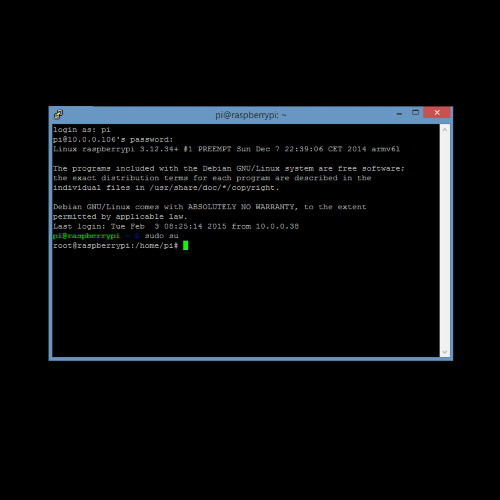 pi@raspberrypi: ~
login as: pi
pi@10.0.0.106's password:
Linux raspberrypi 3.12.34+ #1 PREEMPT Sun Dec 7 22:39:06 CET 2014 armv6l
The programs included with the Debian GNU/Linux system are free software;
the exact distribution terms for each program are described in the
individual files in /usr/share/doc/*/copyright.
Debian GNU/Linux comes with ABSOLUTELY NO WARRANTY, to the extent
permitted by applicable law.
Last login: Tue Feb  3 08:25:14 2015 from 10.0.0.38
pi@raspberrypi ~ $ sudo su
root@raspberrypi:/home/pi#